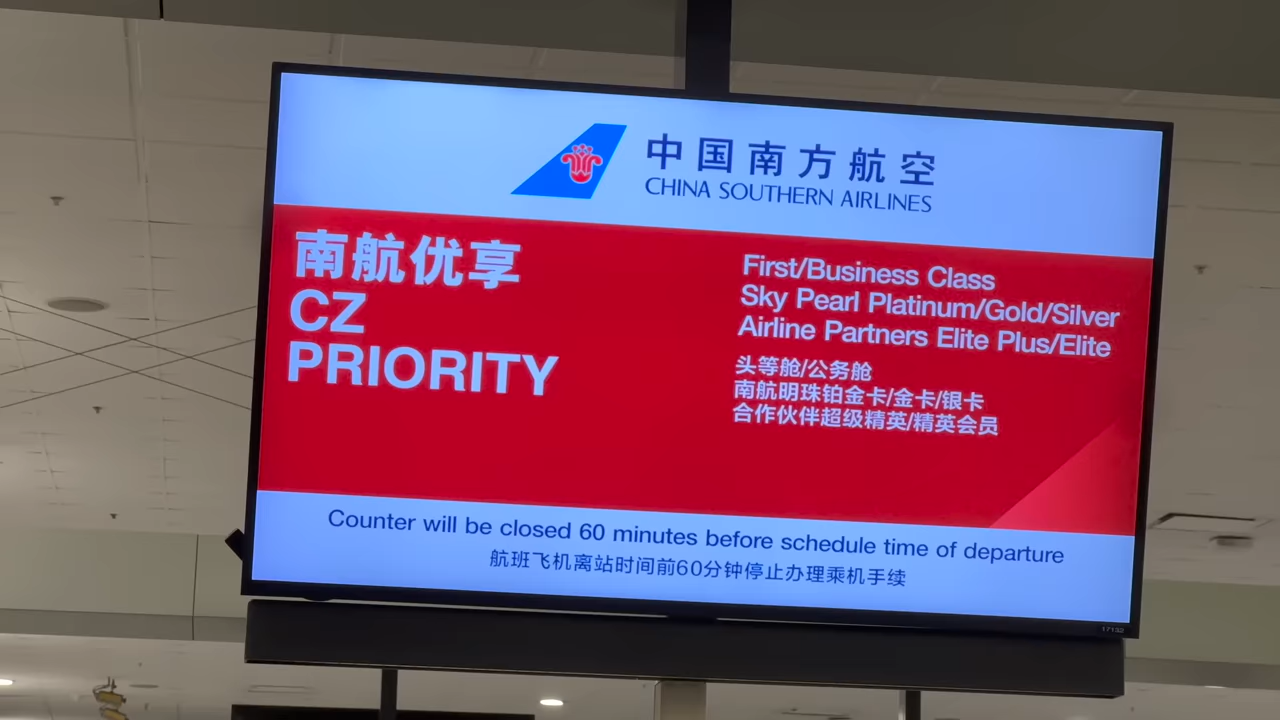 中国南方航空
CHINA SOUTHERN AIRLINES
南航优享
CZ
PRIORITY
First/Business Class
Sky Pearl Platinum/Gold/Silver
Airline Partners Elite Plus/Elite
头等舱/公务舱
南航明珠铂金卡/金卡/银卡
合作伙伴超级精英/精英会员
Counter will be closed 60 minutes before schedule time of departure
航班飞机离站时间前60分钟停止办理乘机手续